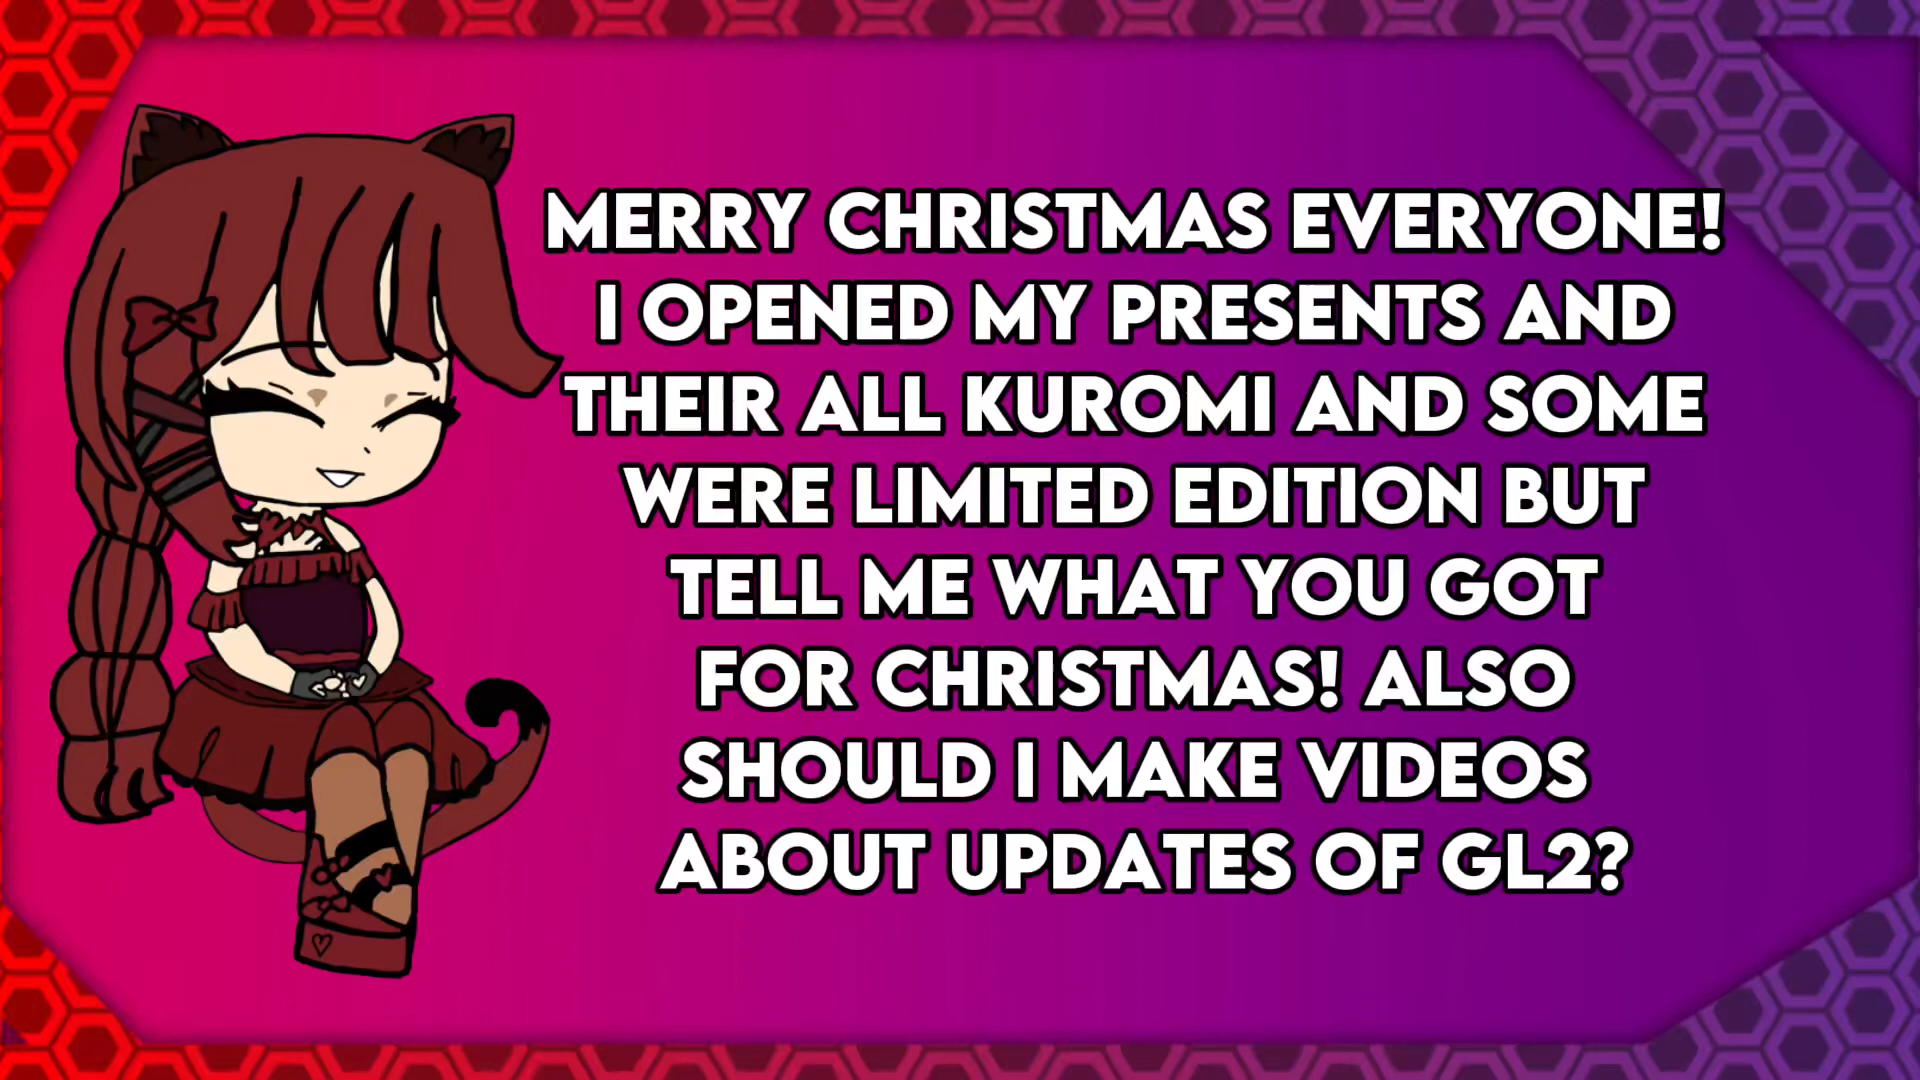 MERRY CHRISTMAS EVERYONE!
I OPENED MY PRESENTS AND
THEIR ALL KUROMI AND SOME
WERE LIMITED EDITION BUT
TELL ME WHAT YOU GOT
FOR CHRISTMAS! ALSO
SHOULD I MAKE VIDEOS
ABOUT UPDATES OF GL2?